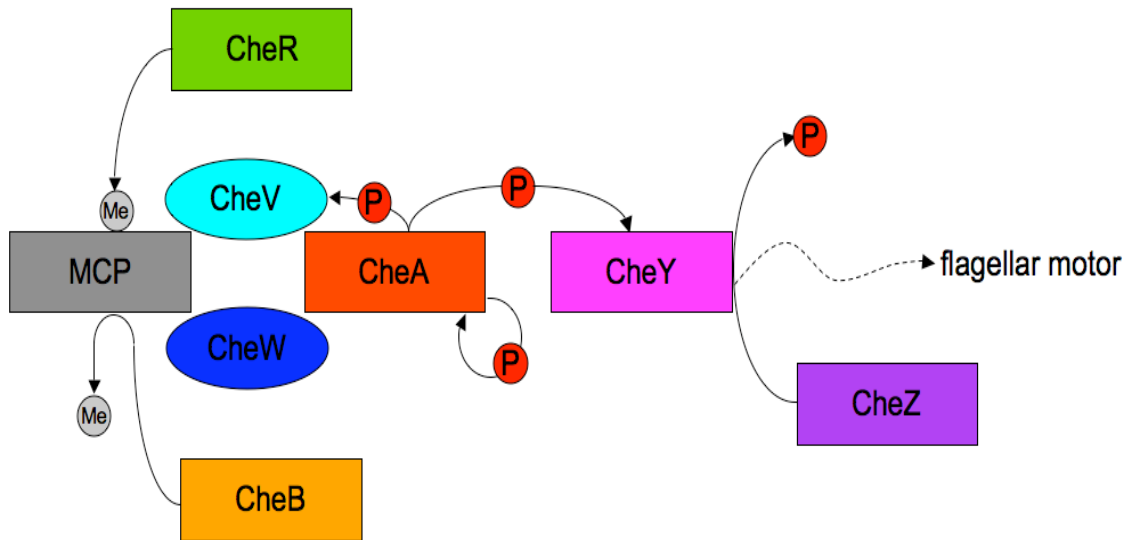 CheR
P
CheV
P
P
Me
MCP
CheA
CheY
flagellar motor
CheW
P
Me
CheZ
CheB